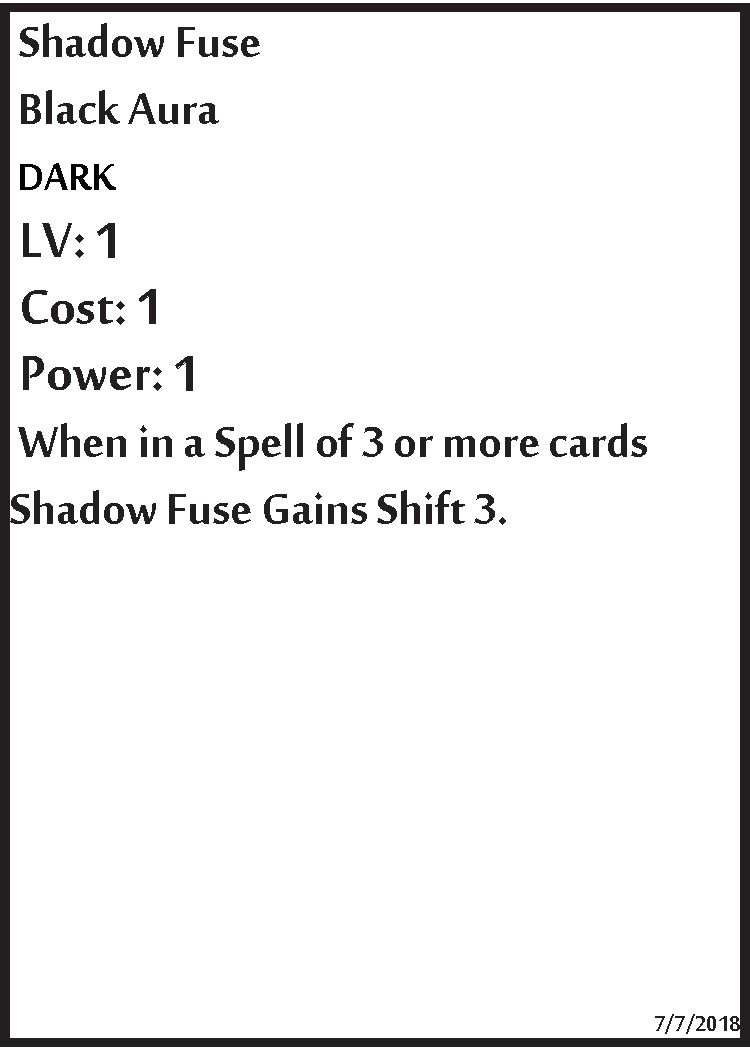 Shadow Fuse
Black Aura
DARK
LV: 1
Cost: 1
Power: 1
When in a Spell of 3 or more cards
Shadow Fuse Gains Shift 3.
7/7/2018